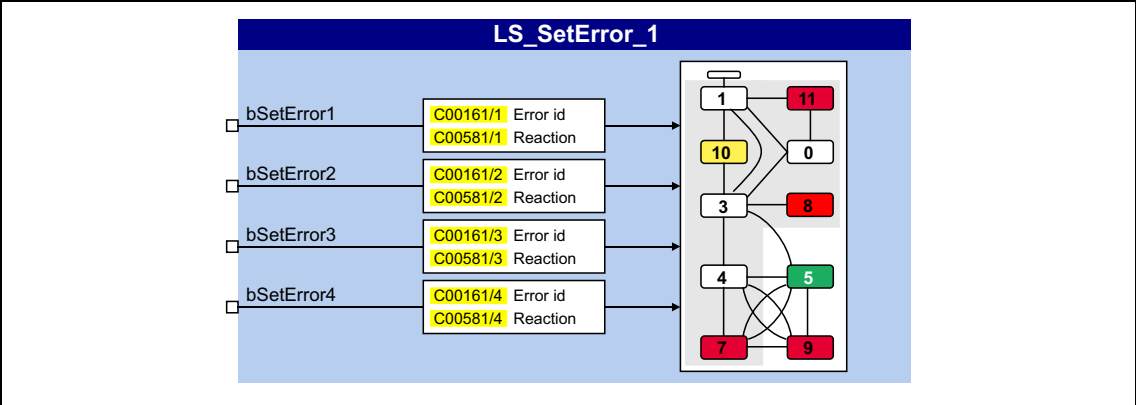 LS_SetError_1
bSetError1
C00161/1 Error id
C00581/1 Reaction
bSetError2
C00161/2 Error id
C00581/2 Reaction
bSetError3
C00161/3 Error id
C00581/3 Reaction
bSetError4
C00161/4 Error id
C00581/4 Reaction
1 11
10 0
3 8
4 5
7 9